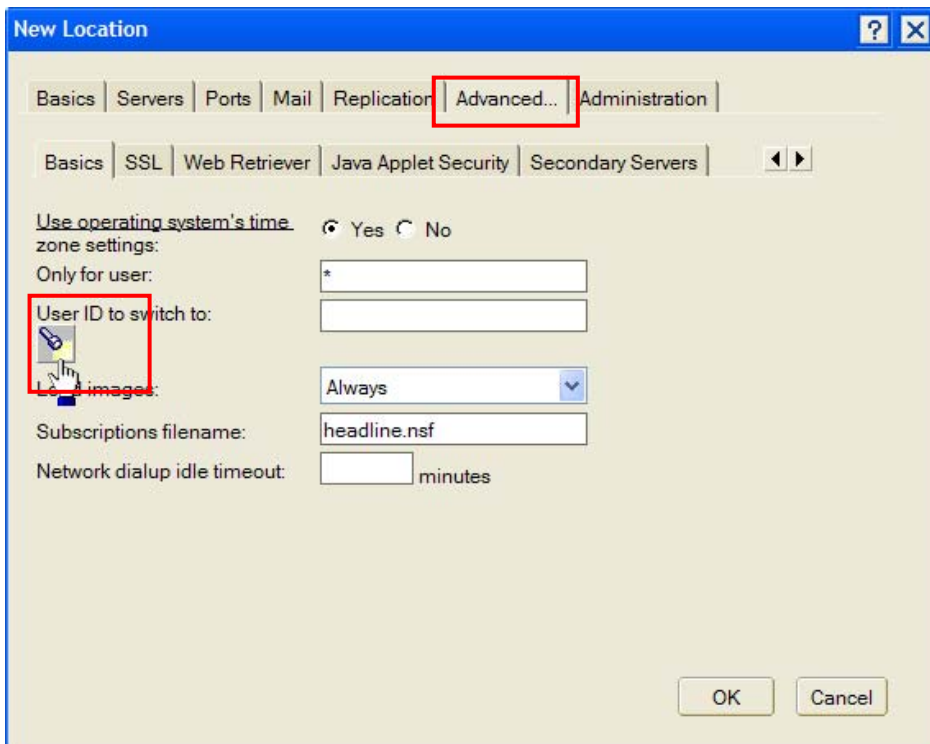 New Location
Basics Servers Ports Mail Replication Advanced... Administration
Basics SSL Web Retriever Java Applet Security Secondary Servers
Use operating system's time
zone settings:
Yes No
Only for user: *
User ID to switch to:
Load images: Always
Subscriptions filename: headline.nsf
Network dialup idle timeout: minutes
OK Cancel